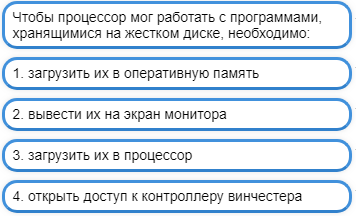 Чтобы процессор мог работать с программами,
хранящимися на жестком диске, необходимо:
1. загрузить их в оперативную память
2. вывести их на экран монитора
3. загрузить их в процессор
4. открыть доступ к контроллеру винчестера